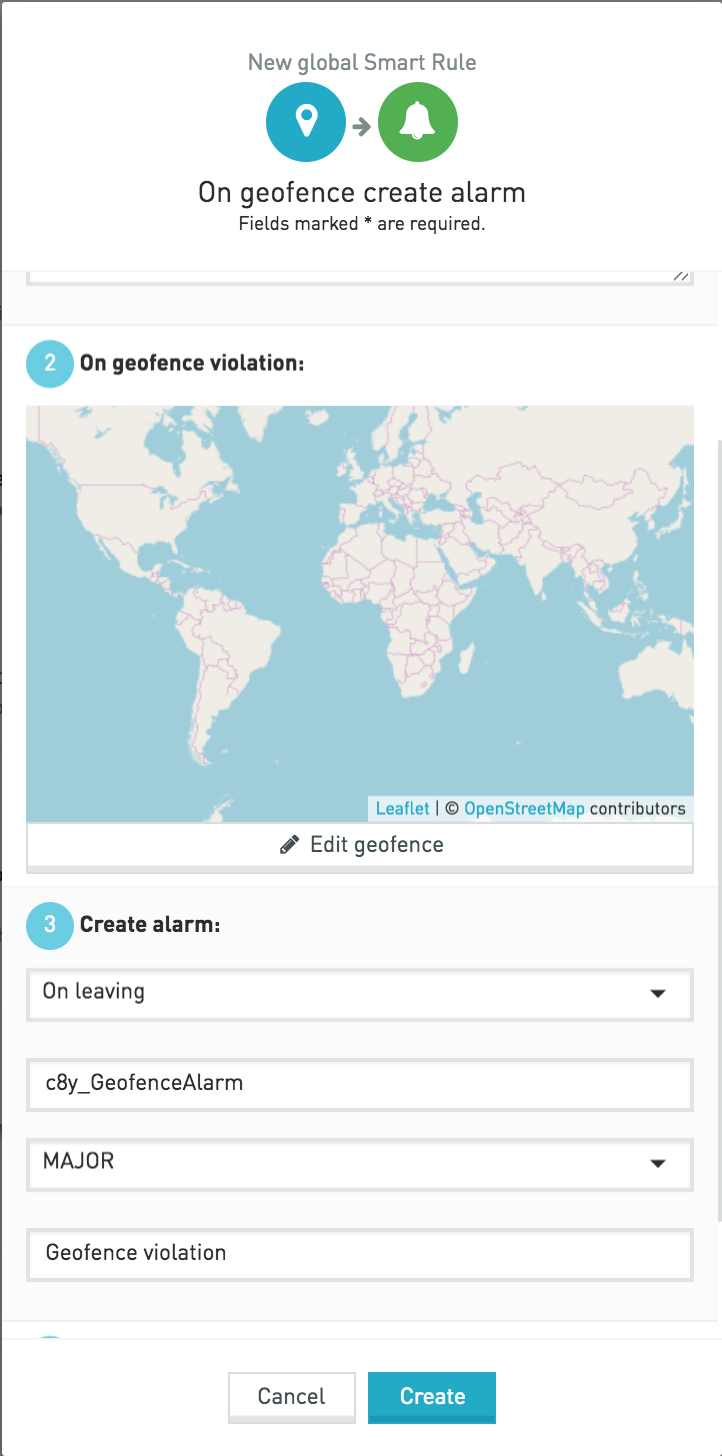 New global Smart Rule
On geofence create alarm
Fields marked * are required.
2 On geofence violation:
Leaflet | © OpenStreetMap contributors
Edit geofence
3 Create alarm:
On leaving
c8y_GeofenceAlarm
MAJOR
Geofence violation
Cancel Create